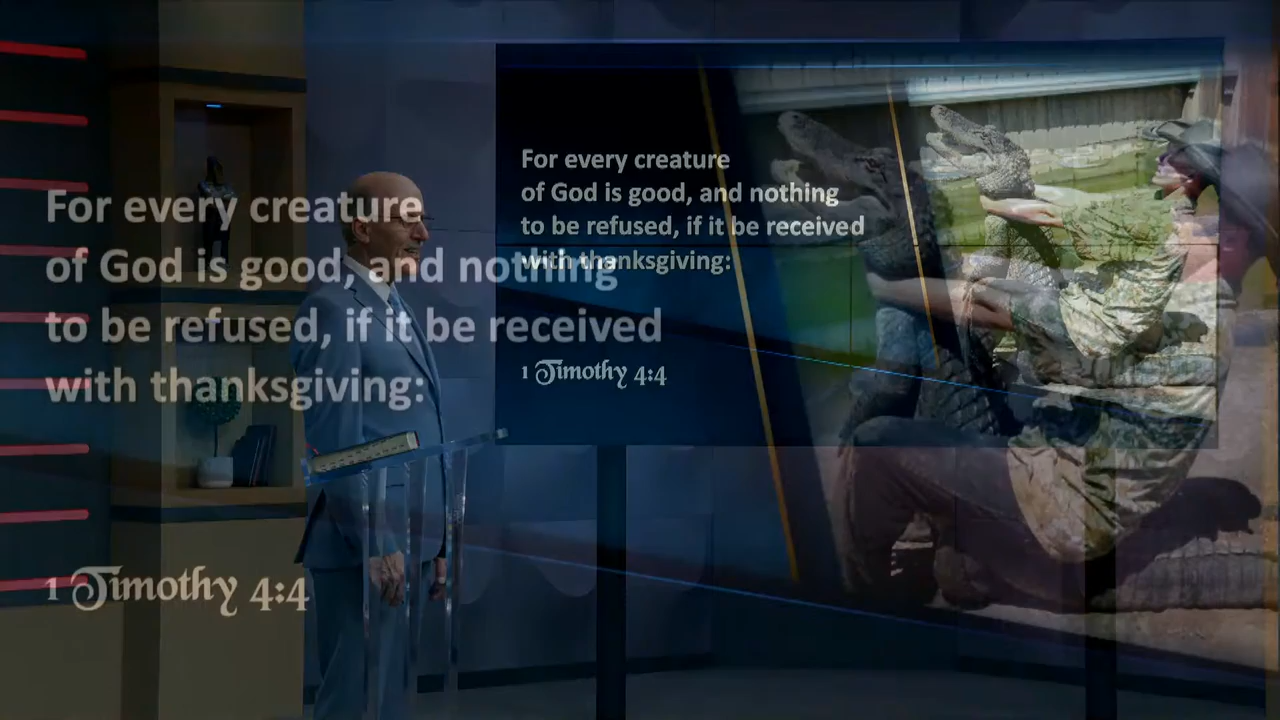 For every creature
of God is good, and nothing
to be refused, if it be received
with thanksgiving:
1 Timothy 4:4
For every creature
of God is good, and nothing
to be refused, if it be received
with thanksgiving:
1 Timothy 4:4